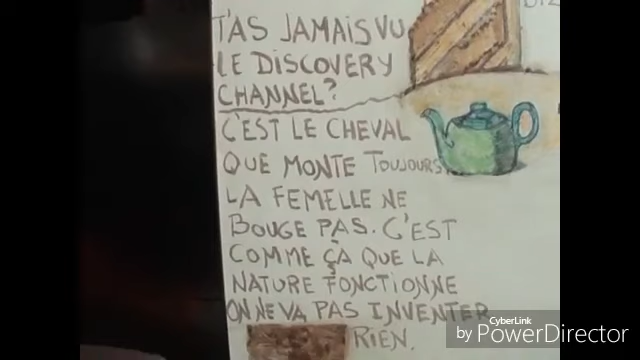 T'AS JAMAIS VU
LE DISCOVERY
CHANNEL?
C'EST LE CHEVAL
QUE MONTE TOUJOURS.
LA FEMELLE NE
BOUGE PAS. C'EST
COMME ÇA QUE LA
NATURE FONCTIONNE
ON NE VA PAS INVENTER
RIEN.
CyberLink
by PowerDirector